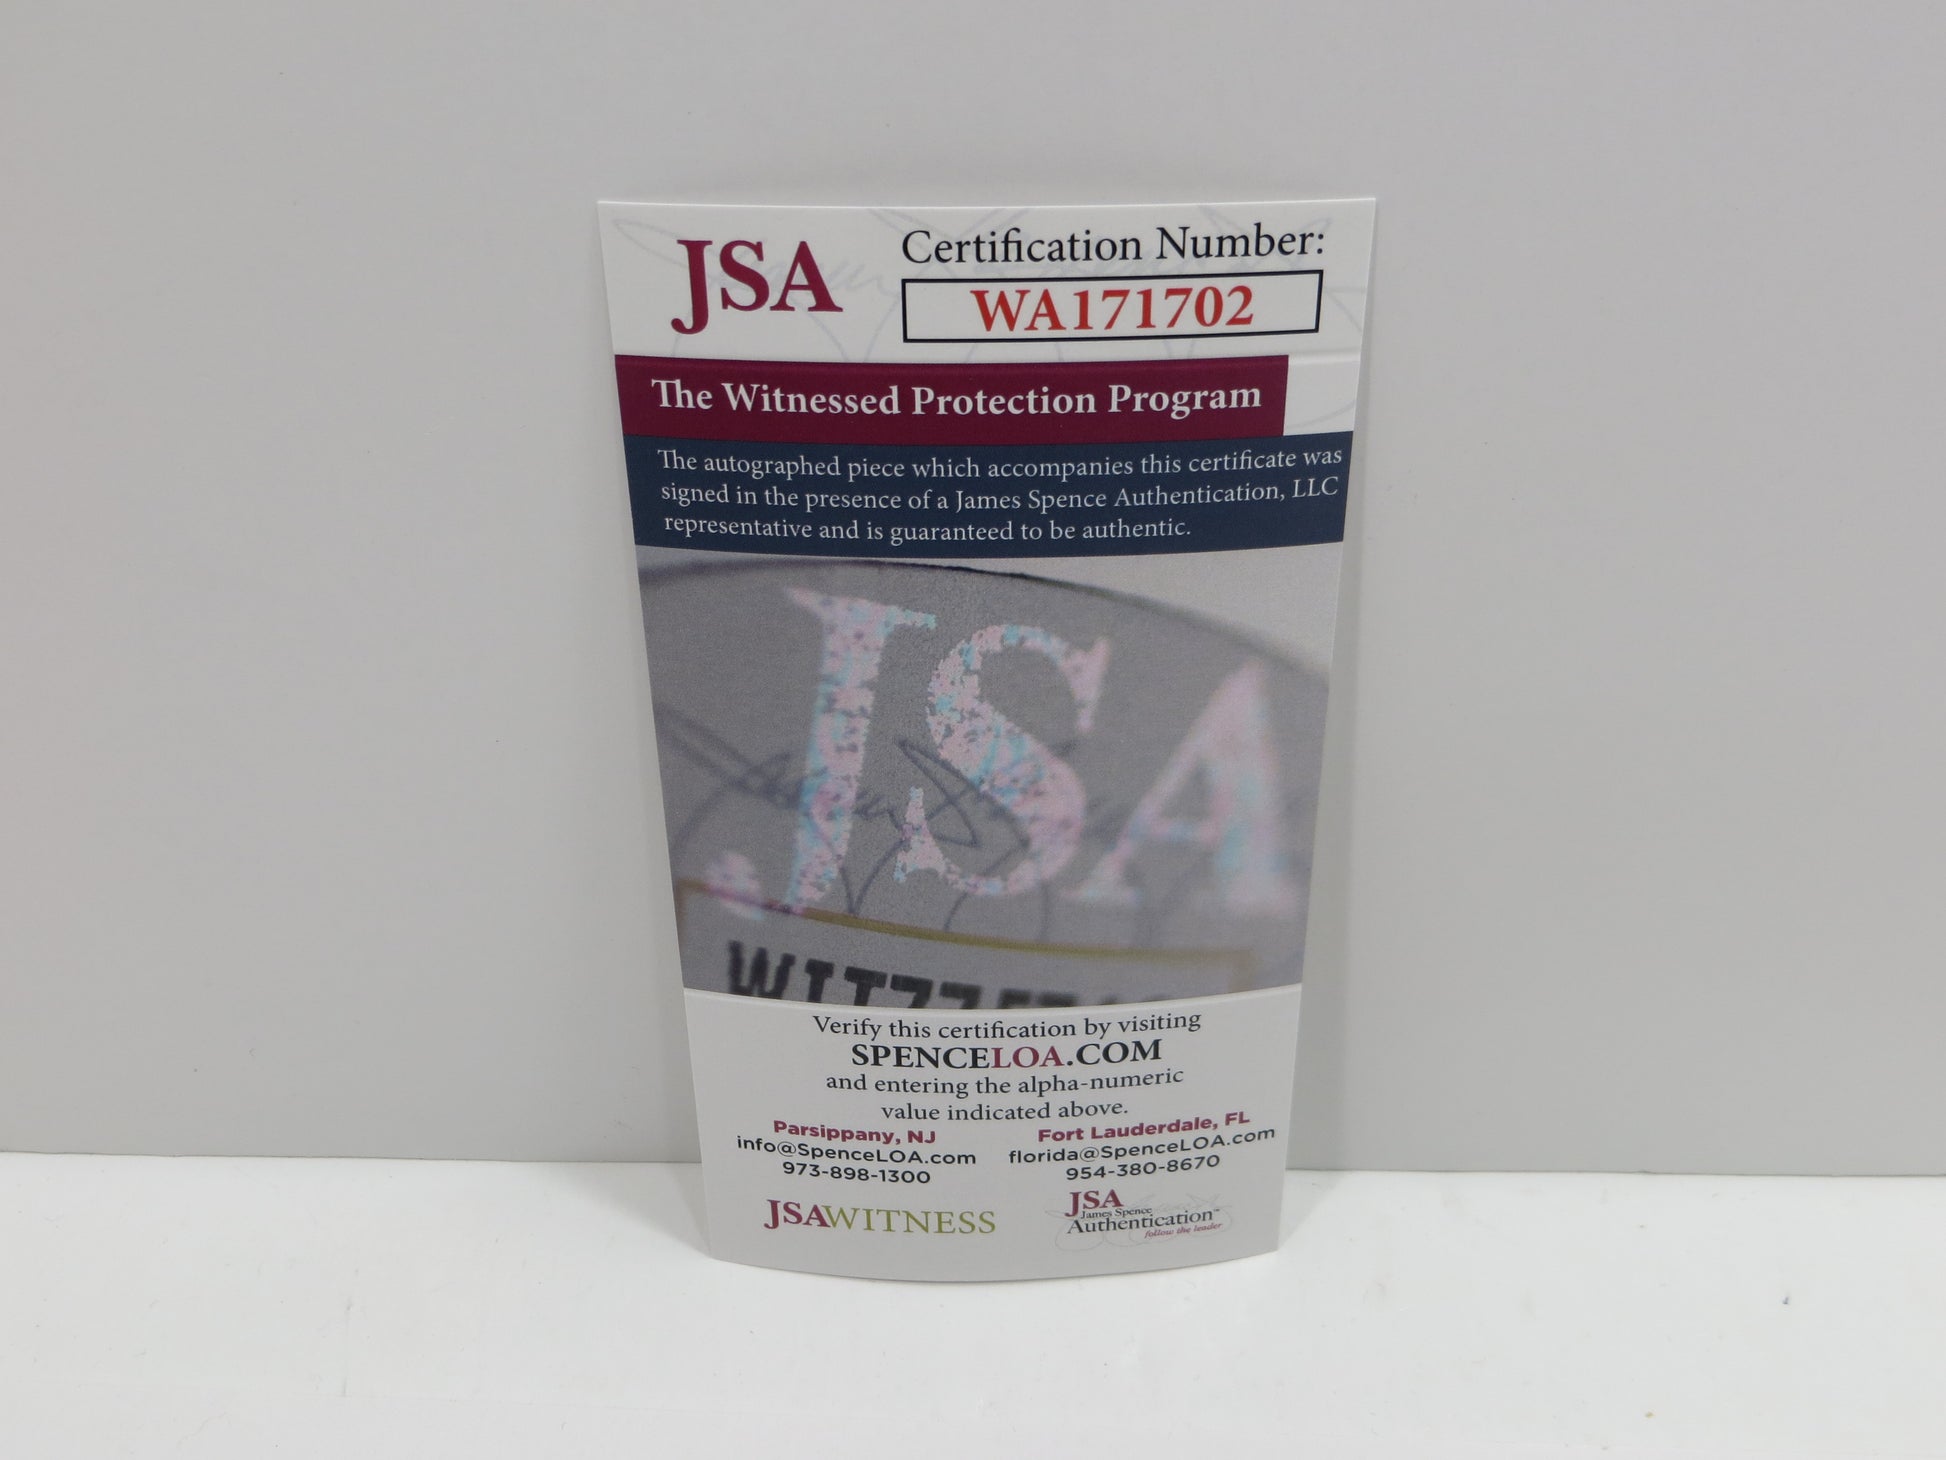 JSA
Certification Number:
WA171702
The Witnessed Protection Program
The autographed piece which accompanies this certificate was
signed in the presence of a James Spence Authentication, LLC
representative and is guaranteed to be authentic.
JSA
Verify this certification by visiting
SPENCELOA.COM
and entering the alpha-numeric
value indicated above.
Parsippany, NJ
info@SpenceLOA.com
973-898-1300
Fort Lauderdale, FL
florida@SpenceLOA.com
954-380-8670
JSAWITNESS
JSA
James Spence
Authentication™
follow the leader